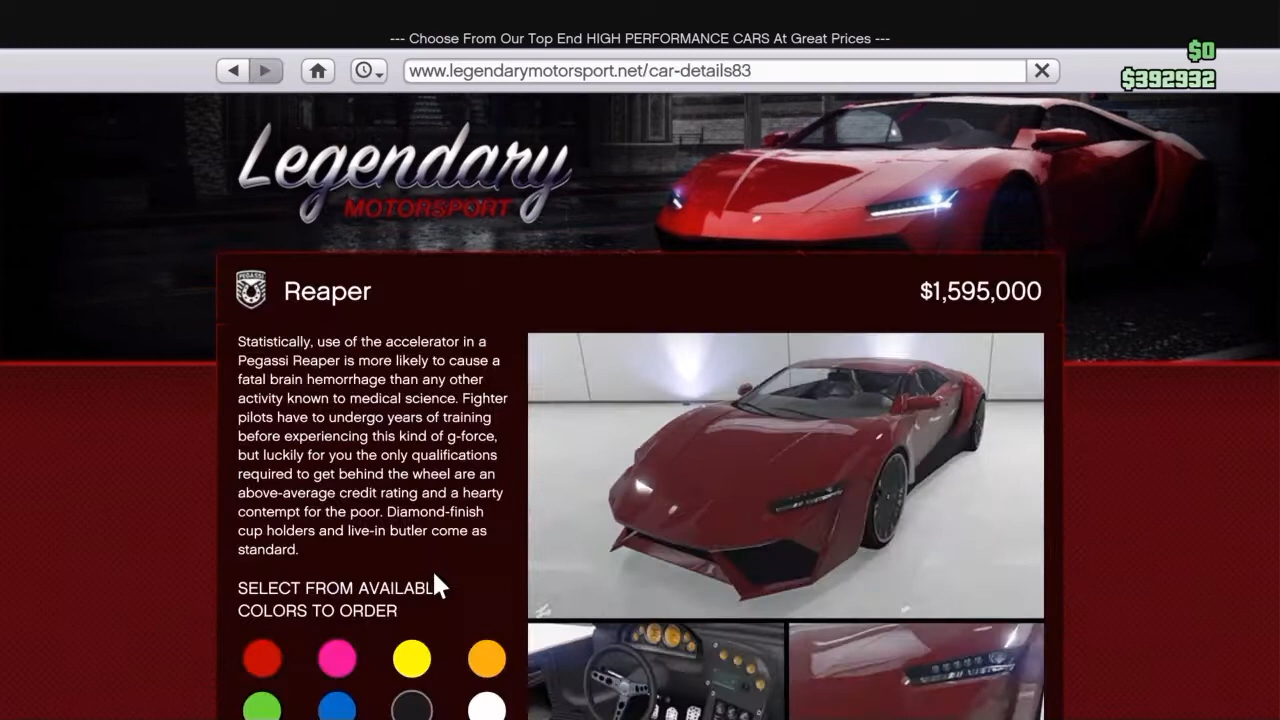 --- Choose From Our Top End HIGH PERFORMANCE CARS At Great Prices ---
$0
www.legendarymotorsport.net/car-details83
$392932
Legendary
MOTORSPORT
PEGASSI
Reaper
$1,595,000
Statistically, use of the accelerator in a
Pegassi Reaper is more likely to cause a
fatal brain hemorrhage than any other
activity known to medical science. Fighter
pilots have to undergo years of training
before experiencing this kind of g-force,
but luckily for you the only qualifications
required to get behind the wheel are an
above-average credit rating and a hearty
contempt for the poor. Diamond-finish
cup holders and live-in butler come as
standard.
SELECT FROM AVAILABL
COLORS TO ORDER